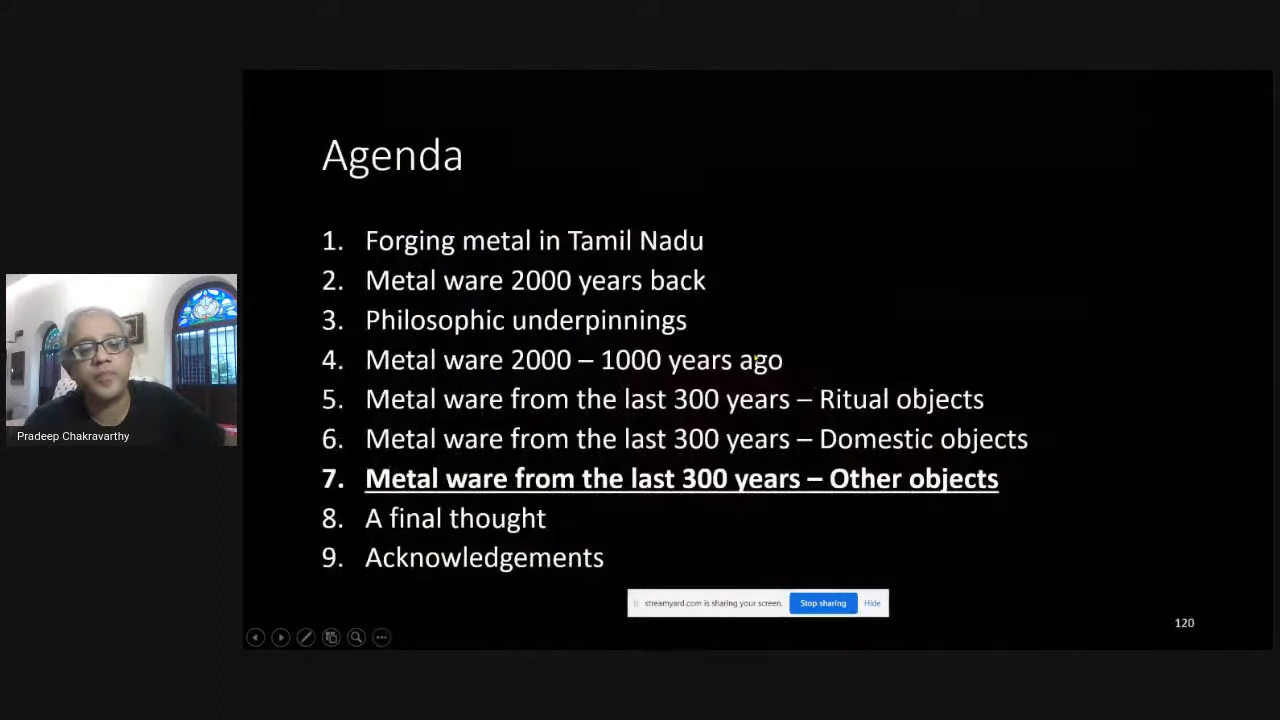 Agenda
1. Forging metal in Tamil Nadu
2. Metal ware 2000 years back
3. Philosophic underpinnings
4. Metal ware 2000 – 1000 years ago
5. Metal ware from the last 300 years – Ritual objects
6. Metal ware from the last 300 years – Domestic objects
7. Metal ware from the last 300 years – Other objects
8. A final thought
9. Acknowledgements
Pradeep Chakravarthy
streamyard.com is sharing your screen. Stop sharing Hide
120